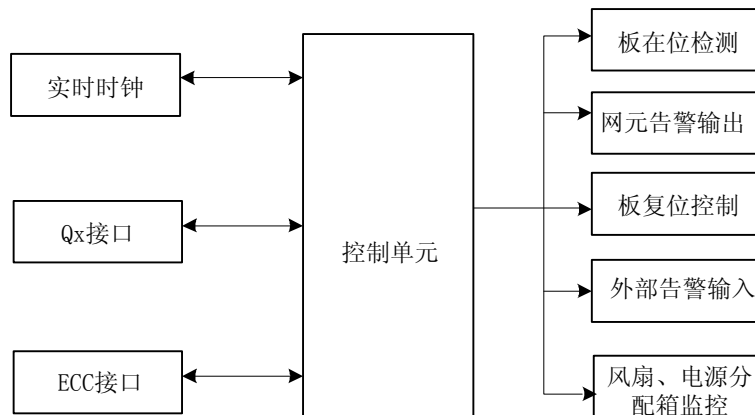 实时时钟
Qx接口
ECC接口
控制单元
板在位检测
网元告警输出
板复位控制
外部告警输入
风扇、电源分
配箱监控